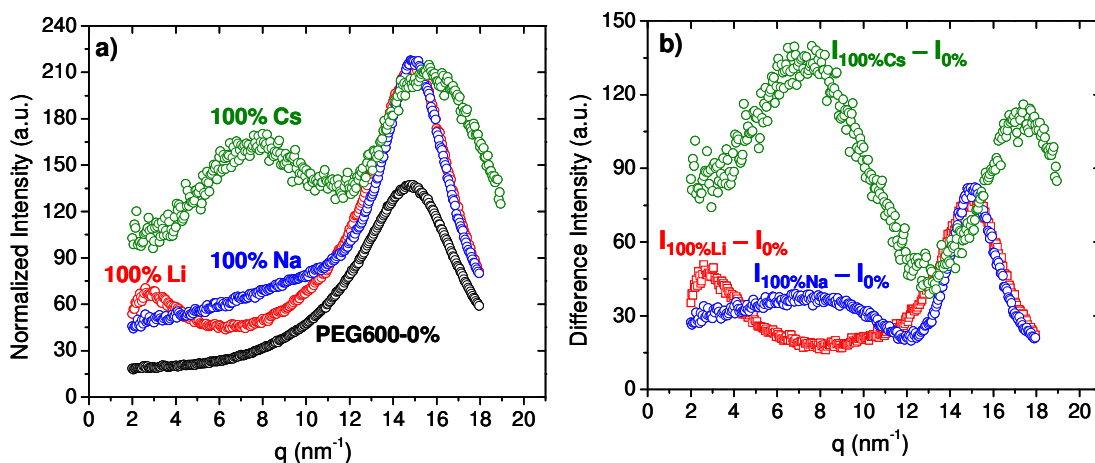 a)
240
210
180
150
120
90
60
30
0
Normalized Intensity (a.u.)
100% Cs
100% Li
100% Na
PEG600-0%
0 2 4 6 8 10 12 14 16 18 20
q (nm⁻¹)
b)
150
120
90
60
30
0
Difference Intensity (a.u.)
I₁₀₀%Cs – I₀%
I₁₀₀%Li – I₀%
I₁₀₀%Na – I₀%
0 2 4 6 8 10 12 14 16 18 20
q (nm⁻¹)